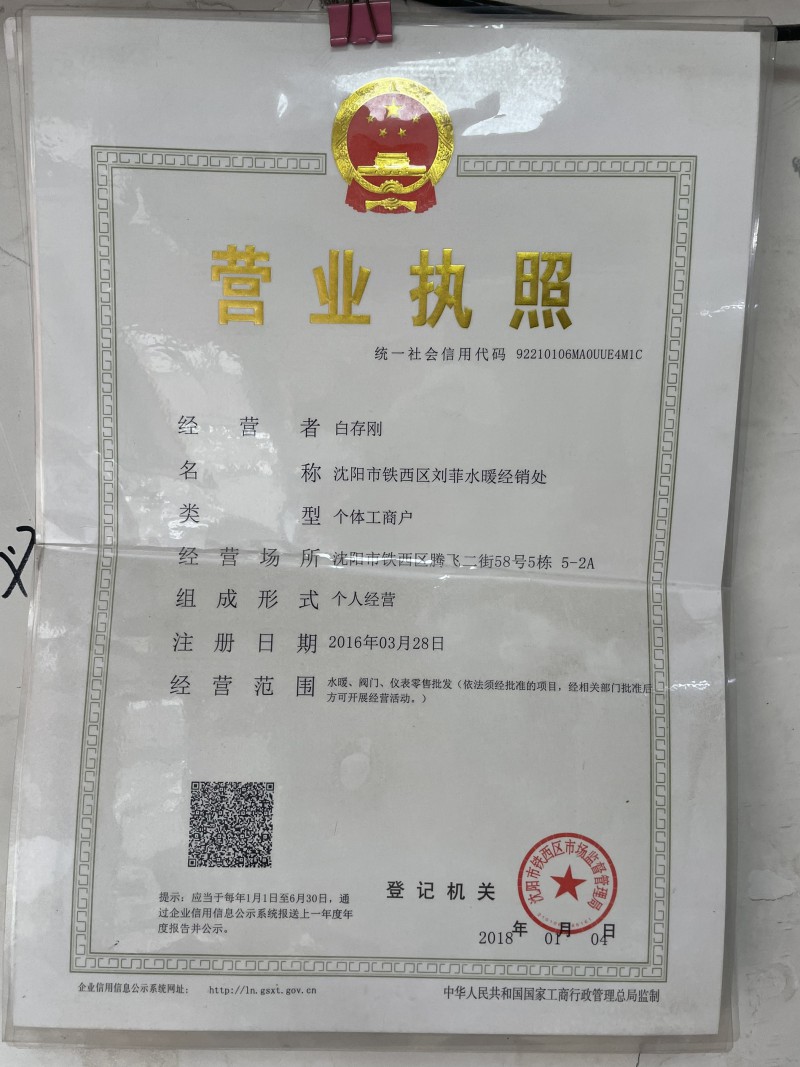 营业执照
统一社会信用代码 92210106MA0UUE4M1C
经营者 白存刚
名称 沈阳市铁西区刘菲水暖经销处
类型 个体工商户
经营场所 沈阳市铁西区腾飞二街58号5栋 5-2A
组成形式 个人经营
注册日期 2016年03月28日
经营范围 水暖、阀门、仪表零售批发（依法须经批准的项目，经相关部门批准后
方可开展经营活动。）
沈阳市铁西区市场监督管理局
登记机关
提示：应当于每年1月1日至6月30日，通
过企业信用信息公示系统报送上一年度年
度报告并公示。
2018年01月04日
企业信用信息公示系统网址： http://ln.gsxt.gov.cn
中华人民共和国国家工商行政管理总局监制